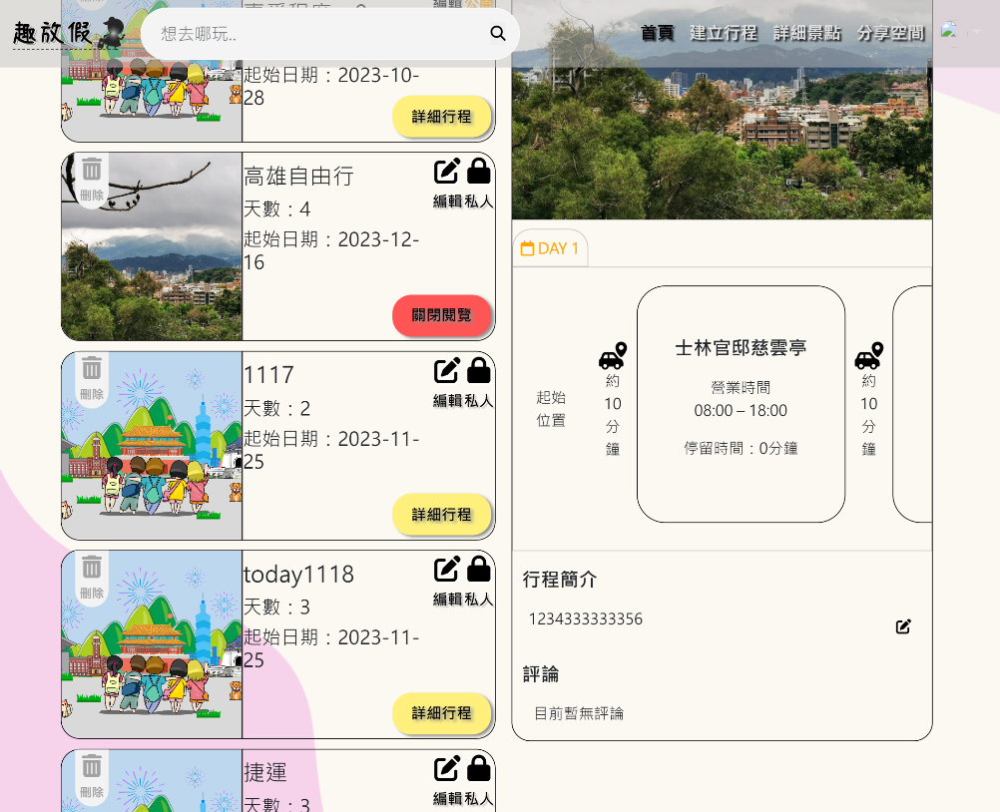 趣放假
想去哪玩..
首頁
建立行程
詳細景點
分享空間
編輯
起始日期：2023-10-
28
詳細行程
刪除
高雄自由行
天數：4
起始日期：2023-12-
16
編輯
私人
關閉閱覽
刪除
1117
天數：2
起始日期：2023-11-
25
編輯
私人
詳細行程
刪除
today1118
天數：3
起始日期：2023-11-
25
編輯
私人
詳細行程
刪除
捷運
天數：3
編輯
私人
DAY 1
起始
位置
約
10
分
鐘
士林官邸慈雲亭
營業時間
08:00 – 18:00
停留時間：0分鐘
約
10
分
鐘
行程簡介
1234333333356
評論
目前暫無評論